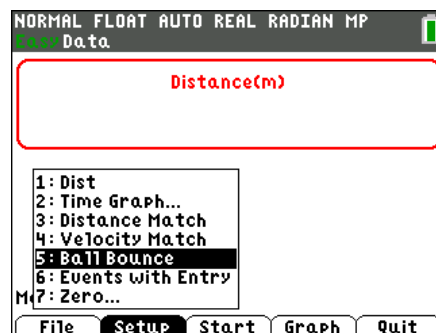 NORMAL FLOAT AUTO REAL RADIAN MP
EasyData
Distance(m)
1: Dist
2: Time Graph...
3: Distance Match
4: Velocity Match
5: Ball Bounce
6: Events with Entry
7: Zero...
File Setup Start Graph Quit